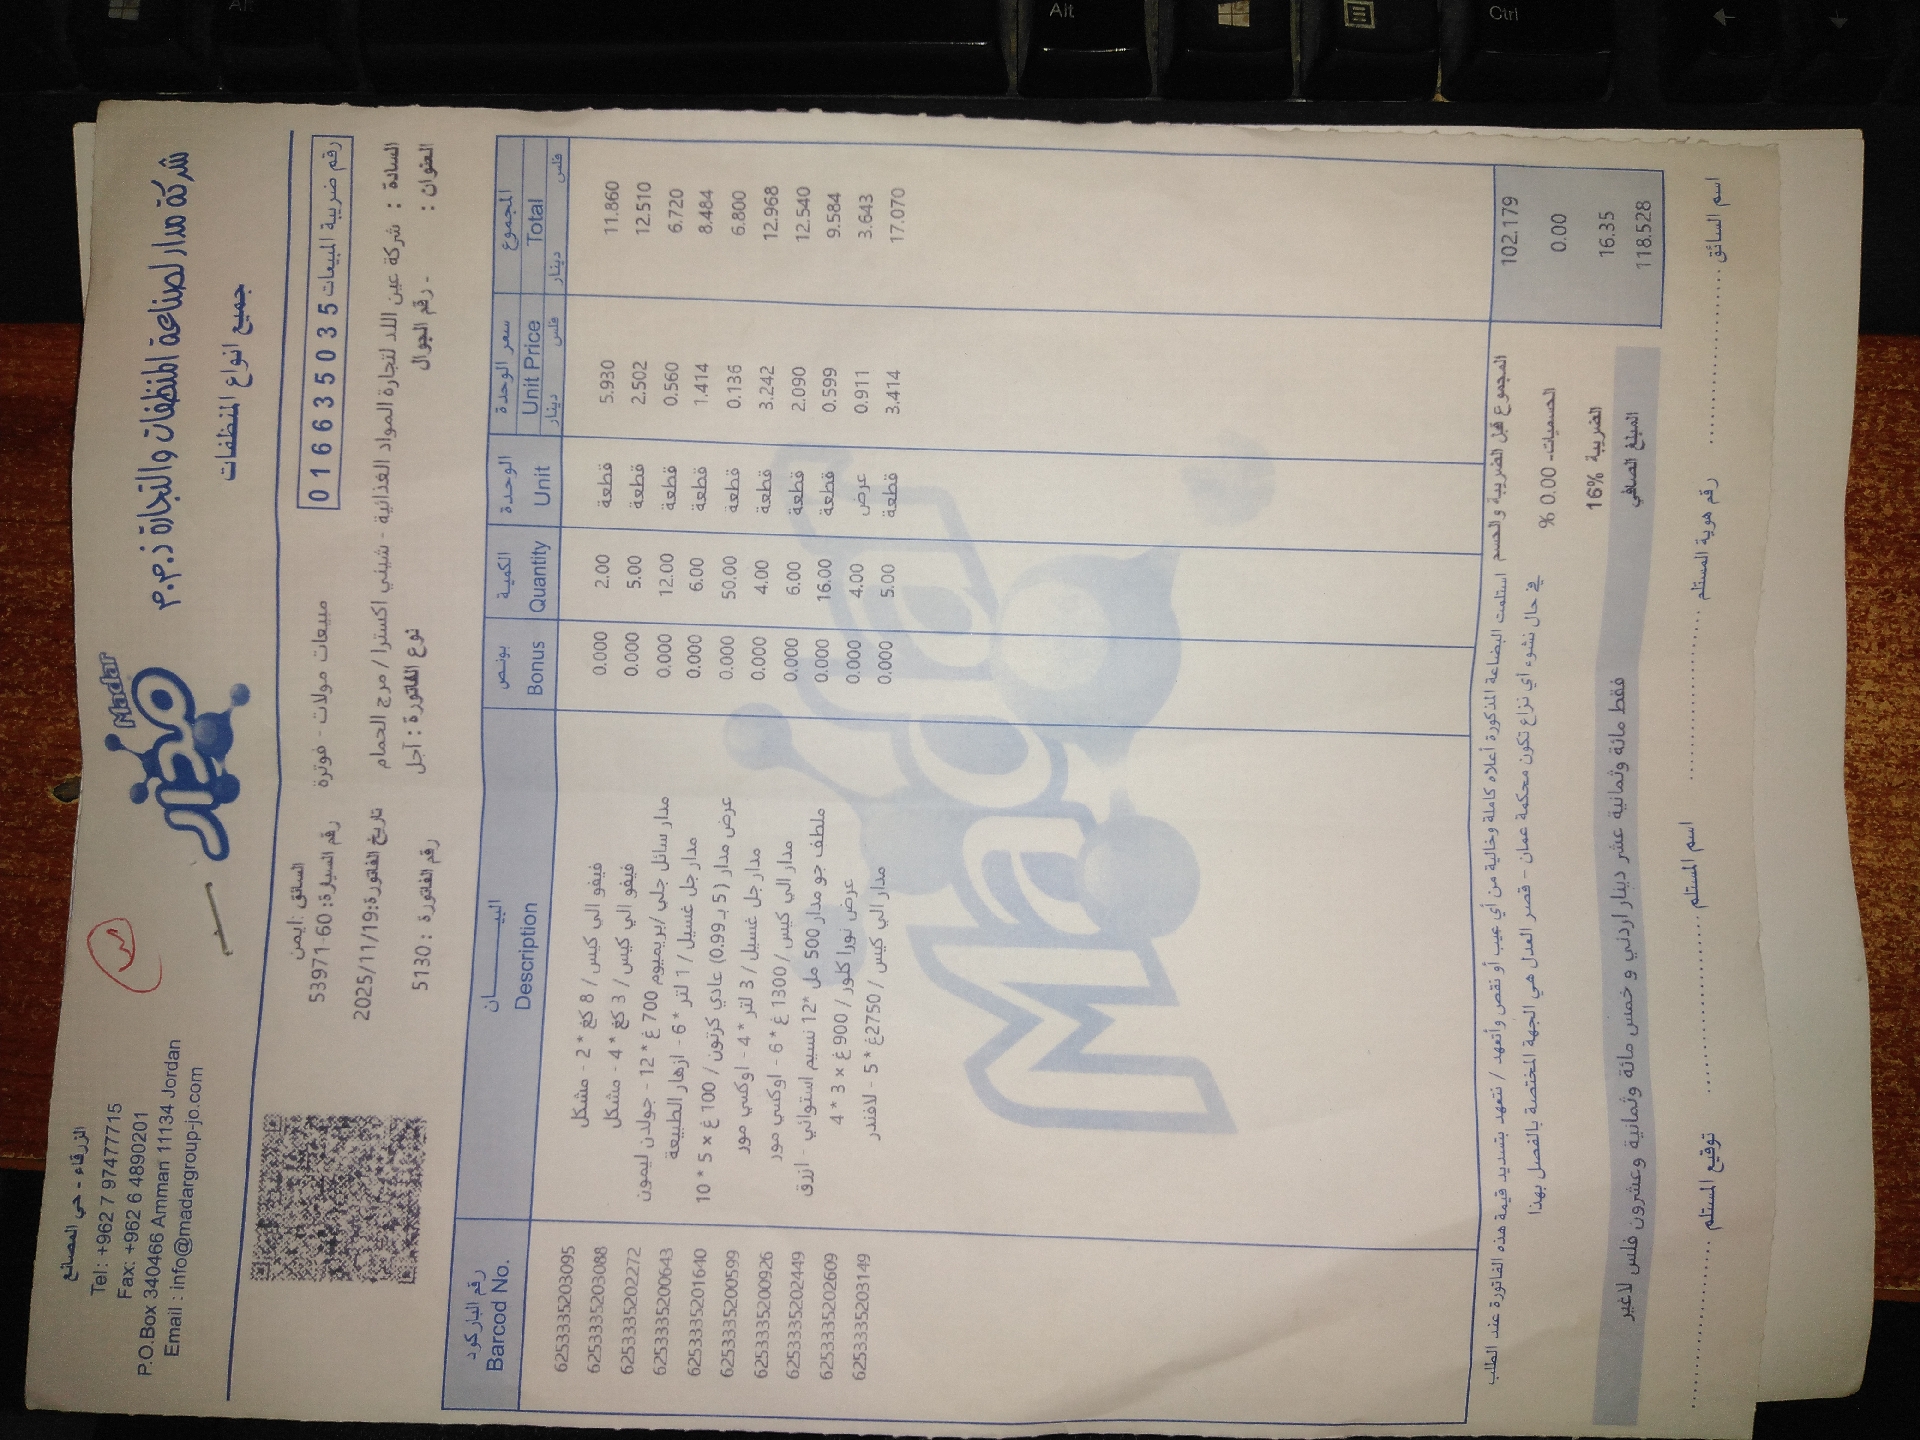 شركة مدار لصناعة المنظفات والتجارة ذ.م.م
جميع انواع المنظفات
Madar
مدار
الزرقاء - حي المصانع
Tel: +962 7 97477715
Fax: +962 6 4890201
P.O.Box 340466 Amman 11134 Jordan
Email : info@madargroup-jo.com
رقم ضريبة المبيعات 016635035
مبيعات مولات - فوترة
السائق :ايمن
رقم السيارة: 60-53971
السادة : شركة عين اللد لتجارة المواد الغذائية - شيني اكسترا / مرج الحمام
تاريخ الفاتورة:2025/11/19
العنوان :
- رقم الجوال
نوع الفاتورة : آجل
رقم الفاتورة : 5130
رقم الباركود البيـــــــان بونص الكمية الوحدة سعر الوحدة المجموع
Barcod No. Description Bonus Quantity Unit Unit Price Total
دينار فلس دينار فلس
6253335203095 فيفو الي كيس / 8 كغ * 2 - مشكل 0.000 2.00 قطعة 5.930 11.860
6253335203088 فيفو الي كيس / 3 كغ * 4 - مشكل 0.000 5.00 قطعة 2.502 12.510
6253335202272 مدار سائل جلي /بريميوم 700 غ * 12 - جولدن ليمون 0.000 12.00 قطعة 0.560 6.720
6253335200643 مدار جل غسيل / 1 لتر * 6 - ازهار الطبيعة 0.000 6.00 قطعة 1.414 8.484
6253335201640 عرض مدار (5 بـ 0.99) عادي كرتون / 100 غ × 5 * 10 0.000 50.00 قطعة 0.136 6.800
6253335200599 مدار جل غسيل / 3 لتر * 4 - اوكسي مور 0.000 4.00 قطعة 3.242 12.968
6253335200926 مدار الي كيس / 1300 غ * 6 - اوكسي مور 0.000 6.00 قطعة 2.090 12.540
6253335202449 ملطف جو مدار 500 مل *12 نسيم استوائي - ازرق 0.000 16.00 قطعة 0.599 9.584
6253335202609 عرض نورا كلور / 900 غ × 3 * 4 0.000 4.00 عرض 0.911 3.643
6253335203149 مدار الي كيس / 2750غ * 5 - لافندر 0.000 5.00 قطعة 3.414 17.070
Madar
استلمت البضاعة المذكورة أعلاه كاملة وخالية من أي عيب أو نقص وأتعهد / نتعهد بتسديد قيمة هذه الفاتورة عند الطلب
في حال نشوء أي نزاع تكون محكمة عمان - قصر العدل هي الجهة المختصة بالفصل بهذا
المجموع قبل الضريبة والحسم 102.179
الحسميات- 0.00 % 0.00
الضريبة 16% 16.35
المبلغ الصافي 118.528
فقط مائة وثمانية عشر دينار اردني و خمس مائة وثمانية وعشرون فلس لاغير
اسم السائق .......... رقم هوية المستلم .......... اسم المستلم .......... توقيع المستلم ..........
Alt
Alt
Ctrl